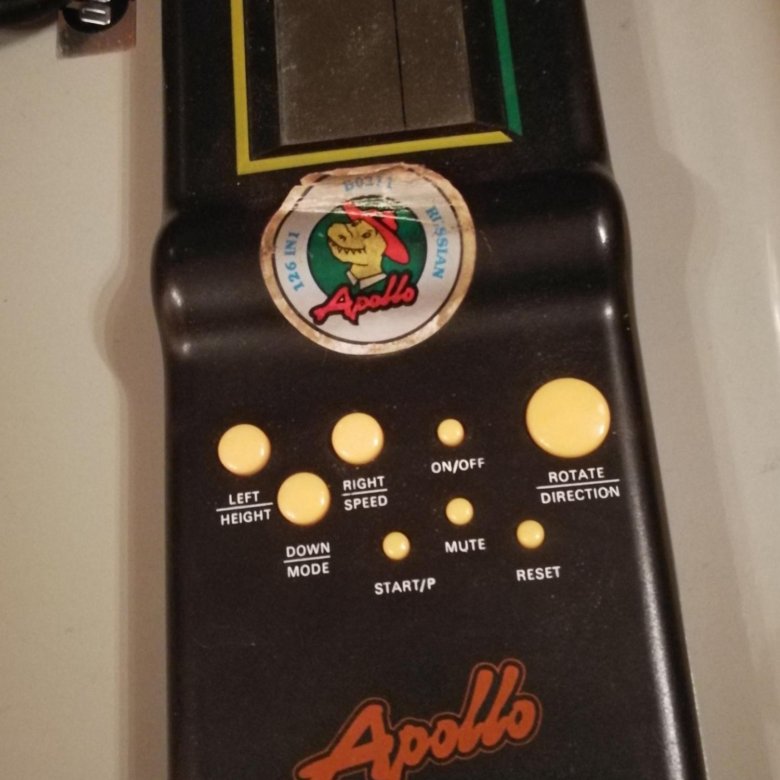 126 IN1
RUSSIAN
Apollo
ON/OFF
LEFT
HEIGHT
RIGHT
SPEED
ROTATE
DIRECTION
DOWN
MODE
MUTE
START/P
RESET
Apollo